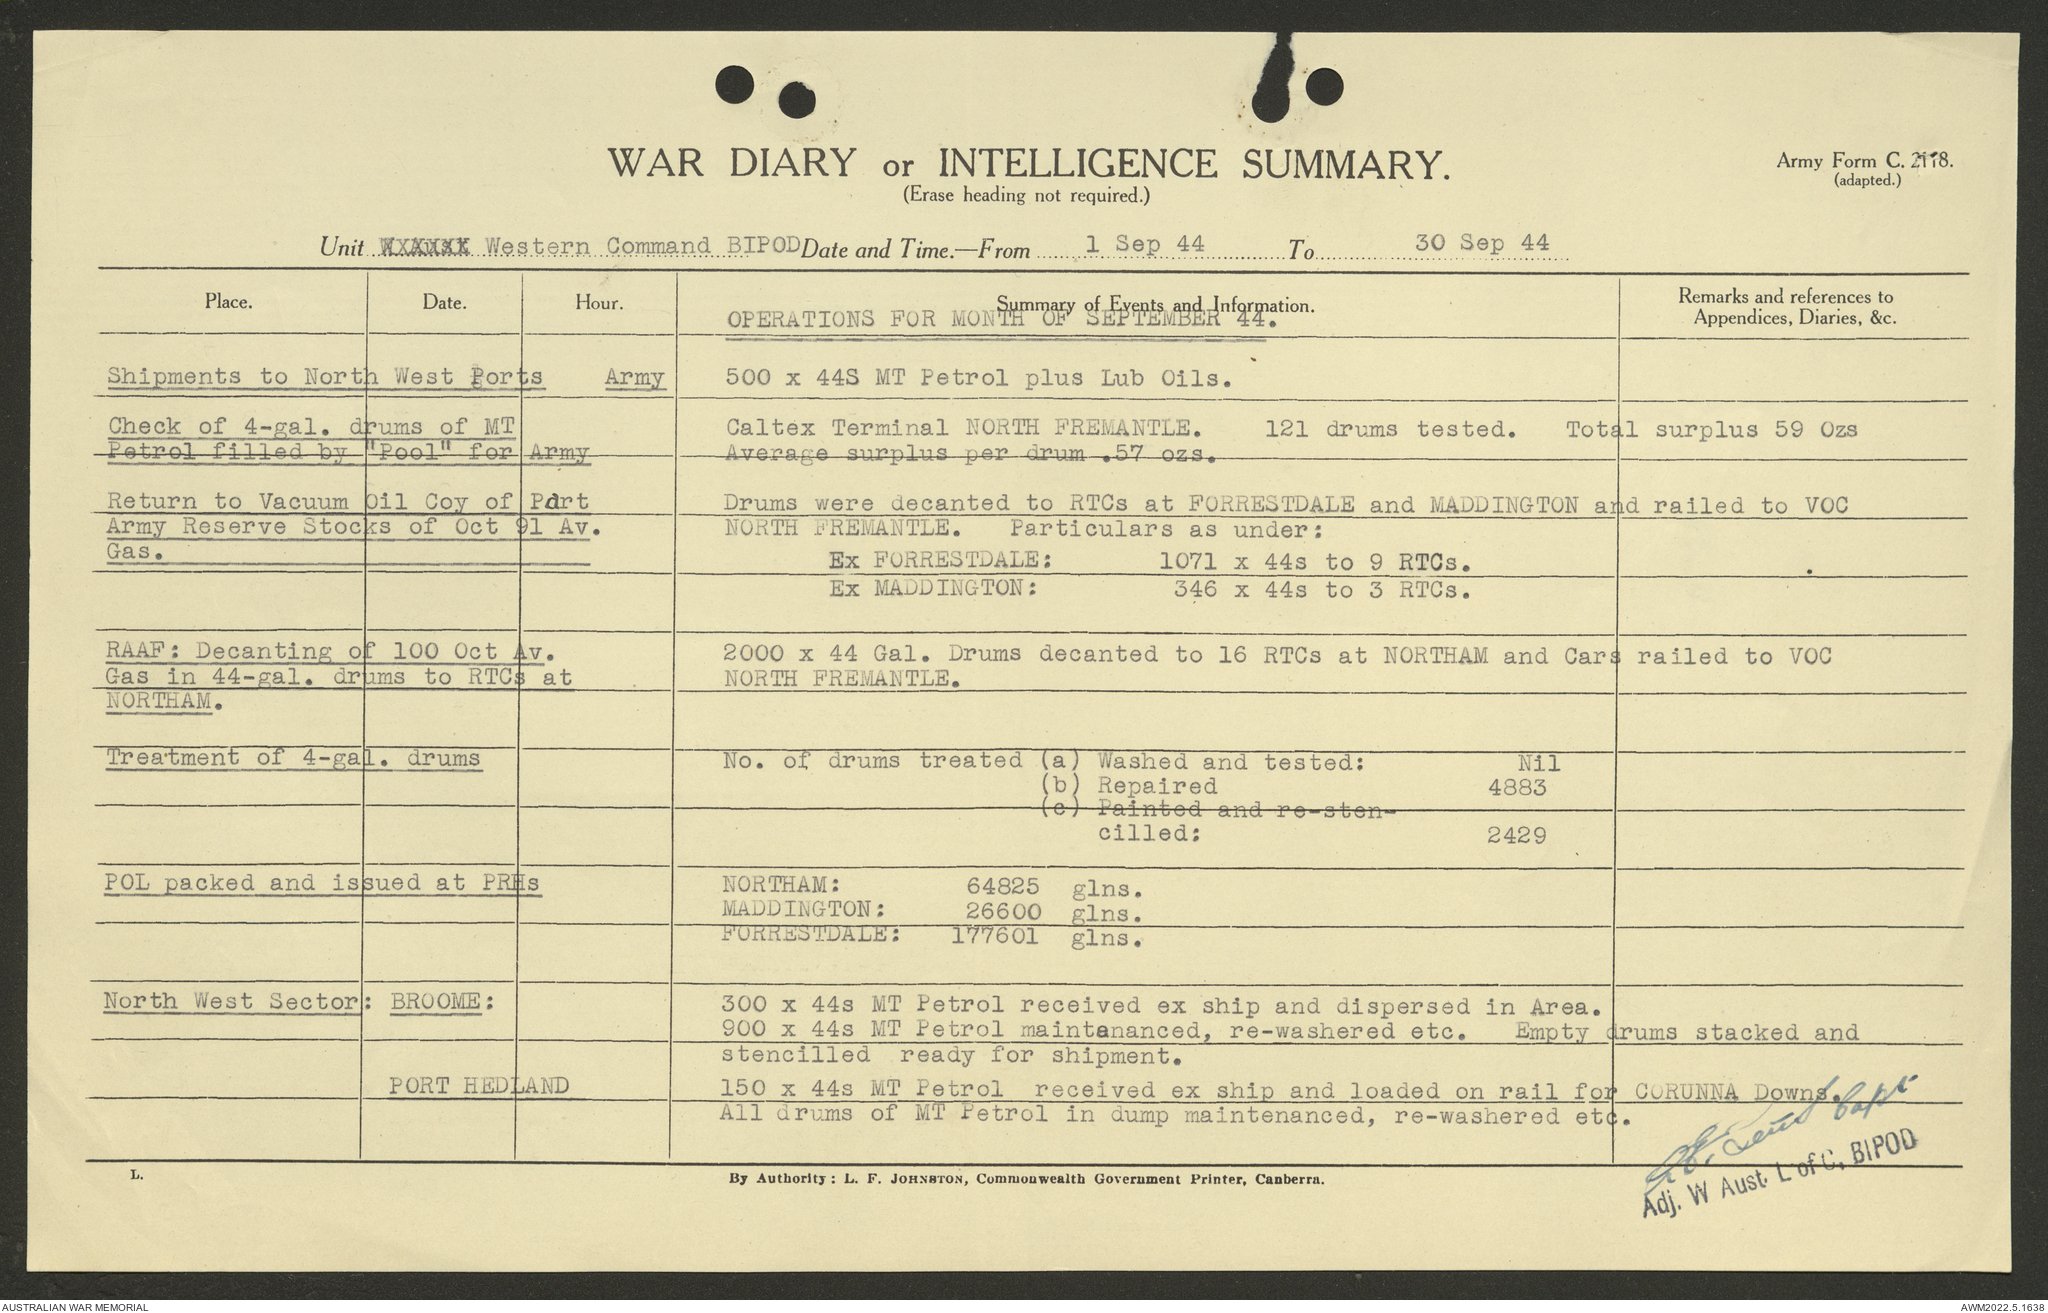 WAR DIARY or INTELLIGENCE SUMMARY.
(Erase heading not required.)
Army Form C. 2118.
(adapted.)
Unit Western Command BIPOD Date and Time.—From 1 Sep 44 To 30 Sep 44
Place. Date. Hour. Summary of Events and Information. Remarks and references to
Appendices, Diaries, &c.
OPERATIONS FOR MONTH OF SEPTEMBER 44.
Shipments to North West Ports Army 500 x 44S MT Petrol plus Lub Oils.
Check of 4-gal. drums of MT Caltex Terminal NORTH FREMANTLE. 121 drums tested. Total surplus 59 Ozs
Petrol filled by "Pool" for Army Average surplus per drum .57 ozs.
Return to Vacuum Oil Coy of Part Drums were decanted to RTCs at FORRESTDALE and MADDINGTON and railed to VOC
Army Reserve Stocks of Oct 91 Av. NORTH FREMANTLE. Particulars as under:
Gas. Ex FORRESTDALE: 1071 x 44s to 9 RTCs.
Ex MADDINGTON: 346 x 44s to 3 RTCs.
RAAF: Decanting of 100 Oct Av. 2000 x 44 Gal. Drums decanted to 16 RTCs at NORTHAM and Cars railed to VOC
Gas in 44-gal. drums to RTCs at NORTH FREMANTLE.
NORTHAM.
Treatment of 4-gal. drums No. of drums treated (a) Washed and tested: Nil
(b) Repaired 4883
(c) Painted and re-sten-
cilled: 2429
POL packed and issued at PRHs NORTHAM: 64825 glns.
MADDINGTON: 26600 glns.
FORRESTDALE: 177601 glns.
North West Sector: BROOME: 300 x 44s MT Petrol received ex ship and dispersed in Area.
900 x 44s MT Petrol maintenanced, re-washered etc. Empty drums stacked and
stencilled ready for shipment.
PORT HEDLAND 150 x 44s MT Petrol received ex ship and loaded on rail for CORUNNA Downs.
All drums of MT Petrol in dump maintenanced, re-washered etc.
Capt
Adj. W Aust L of C, BIPOD
L. By Authority: L. F. JOHNSTON, Commonwealth Government Printer, Canberra.
AUSTRALIAN WAR MEMORIAL AWM2022.5.1638